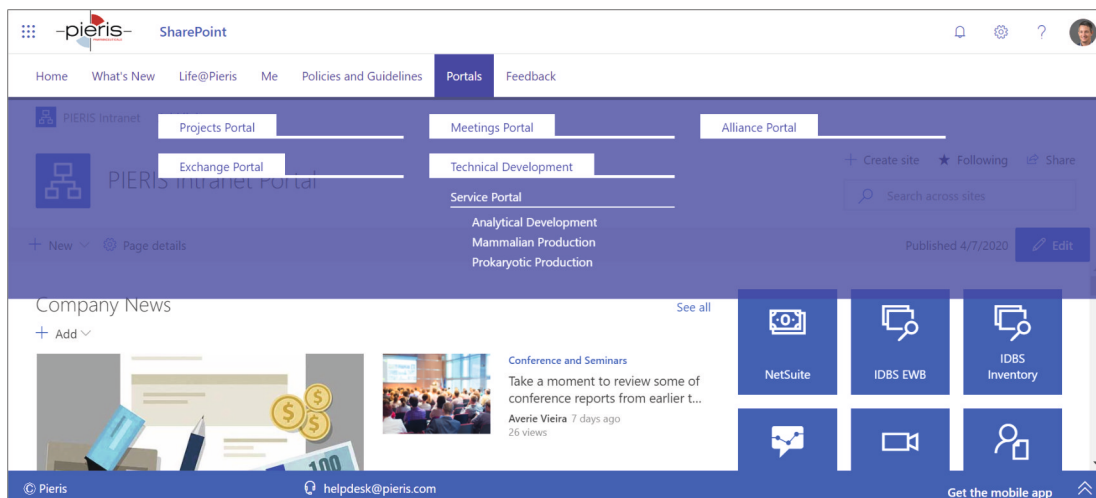 -pieris-
SharePoint
Home What's New Life@Pieris Me Policies and Guidelines Portals Feedback
PIERIS Intranet
Projects Portal Meetings Portal Alliance Portal
Exchange Portal Technical Development
Create site Following Share
PIERIS Intranet Portal
Search across sites
Service Portal
Analytical Development
Mammalian Production
Prokaryotic Production
New Page details Published 4/7/2020 Edit
Company News See all
Add
Conference and Seminars
Take a moment to review some of
conference reports from earlier t...
Averie Vieira 7 days ago
26 views
100
NetSuite IDBS EWB IDBS
Inventory
© Pieris helpdesk@pieris.com Get the mobile app